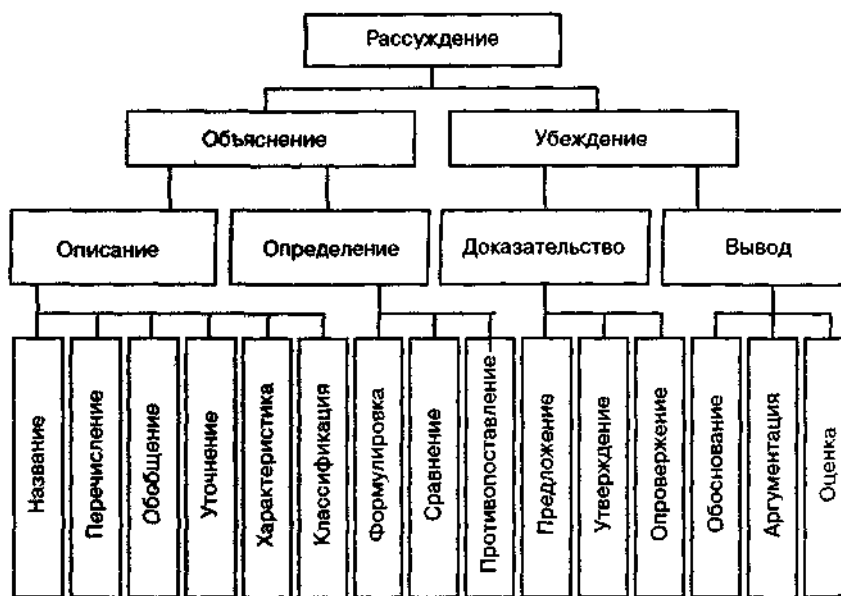 Рассуждение
Объяснение
Убеждение
Описание
Определение
Доказательство
Вывод
Название
Перечисление
Обобщение
Уточнение
Характеристика
Классификация
Формулировка
Сравнение
Противопоставление
Предложение
Утверждение
Опровержение
Обоснование
Аргументация
Оценка